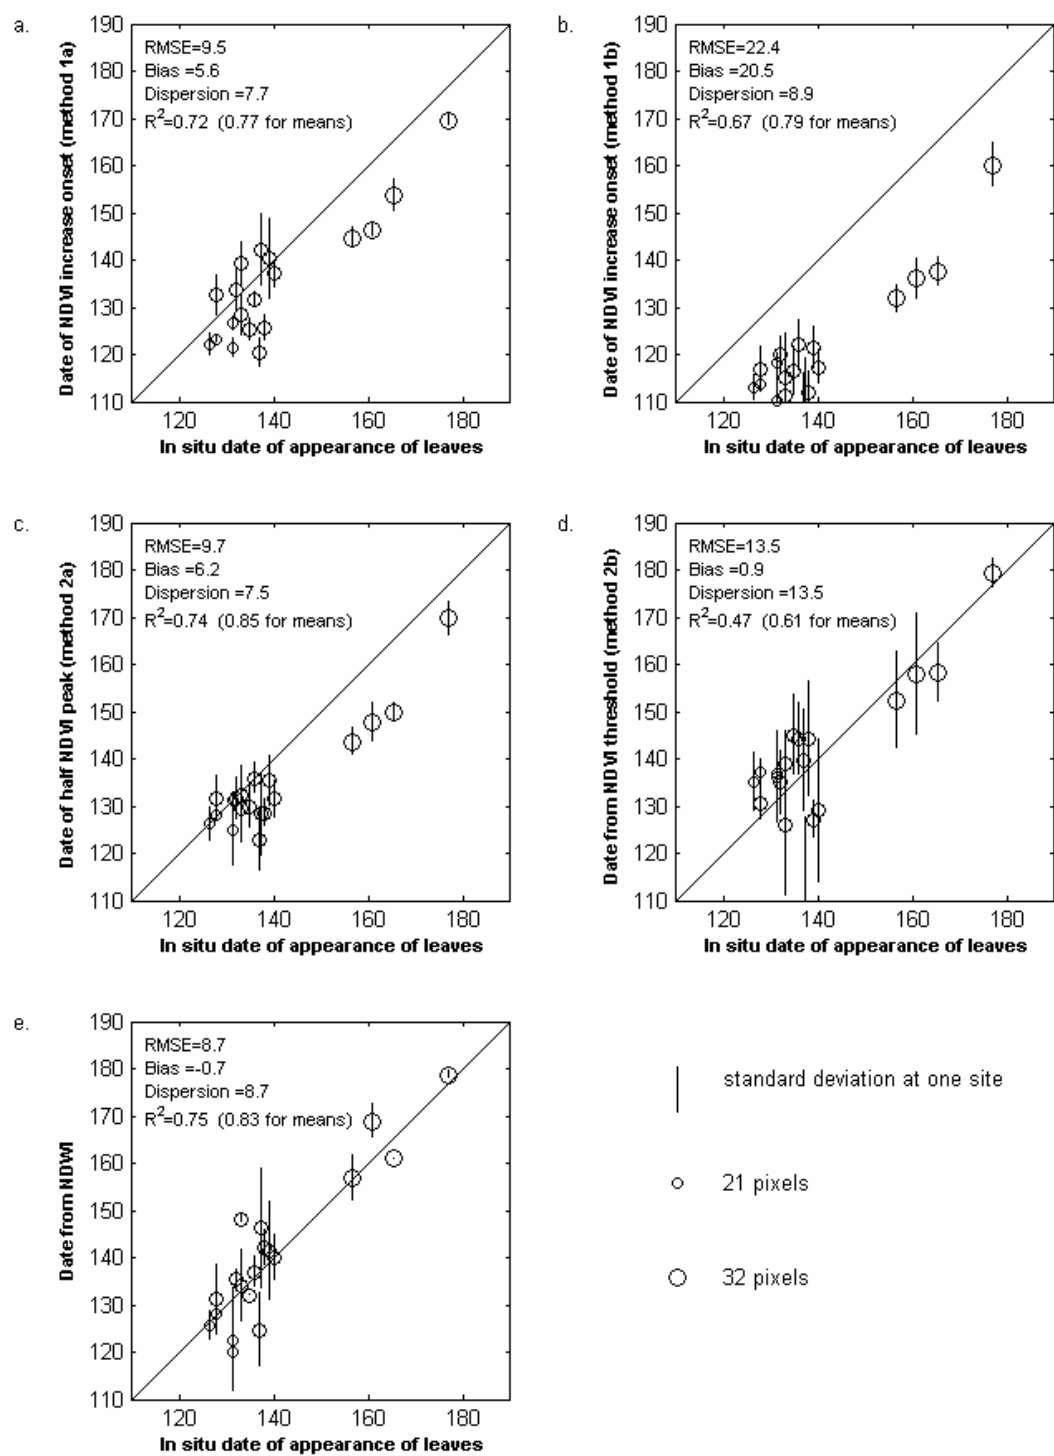 a.
190
180
170
160
150
140
130
120
110
Date of NDVI increase onset (method 1a)
RMSE=9.5
Bias =5.6
Dispersion =7.7
R²=0.72 (0.77 for means)
120 140 160 180
In situ date of appearance of leaves
b.
190
180
170
160
150
140
130
120
110
Date of NDVI increase onset (method 1b)
RMSE=22.4
Bias =20.5
Dispersion =8.9
R²=0.67 (0.79 for means)
120 140 160 180
In situ date of appearance of leaves
c.
190
180
170
160
150
140
130
120
110
Date of half NDVI peak (method 2a)
RMSE=9.7
Bias =6.2
Dispersion =7.5
R²=0.74 (0.85 for means)
120 140 160 180
In situ date of appearance of leaves
d.
190
180
170
160
150
140
130
120
110
Date from NDVI threshold (method 2b)
RMSE=13.5
Bias =0.9
Dispersion =13.5
R²=0.47 (0.61 for means)
120 140 160 180
In situ date of appearance of leaves
e.
190
180
170
160
150
140
130
120
110
Date from NDWI
RMSE=8.7
Bias =-0.7
Dispersion =8.7
R²=0.75 (0.83 for means)
120 140 160 180
In situ date of appearance of leaves
standard deviation at one site
21 pixels
32 pixels